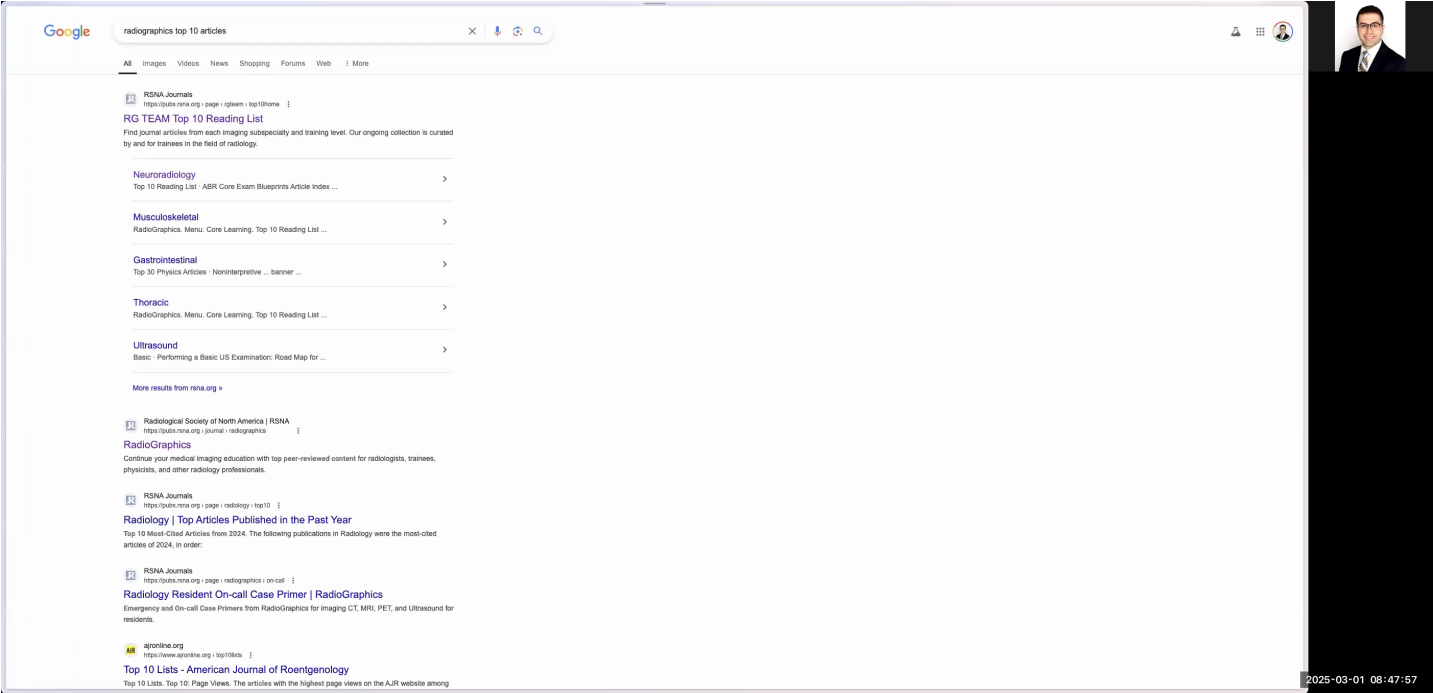 Google
radiographics top 10 articles
All Images Videos News Shopping Forums Web More
RSNA Journals
https://pubs.rsna.org › page › rgteam › top10home
RG TEAM Top 10 Reading List
Find journal articles from each imaging subspecialty and training level. Our ongoing collection is curated
by and for trainees in the field of radiology.
Neuroradiology
Top 10 Reading List · ABR Core Exam Blueprints Article Index ...
Musculoskeletal
RadioGraphics. Menu. Core Learning. Top 10 Reading List ...
Gastrointestinal
Top 30 Physics Articles · Noninterpretive ... banner ...
Thoracic
RadioGraphics. Menu. Core Learning. Top 10 Reading List ...
Ultrasound
Basic · Performing a Basic US Examination: Road Map for ...
More results from rsna.org »
Radiological Society of North America | RSNA
https://pubs.rsna.org › journal › radiographics
RadioGraphics
Continue your medical imaging education with top peer-reviewed content for radiologists, trainees,
physicists, and other radiology professionals.
RSNA Journals
https://pubs.rsna.org › page › radiology › top10
Radiology | Top Articles Published in the Past Year
Top 10 Most-Cited Articles from 2024. The following publications in Radiology were the most-cited
articles of 2024, in order:
RSNA Journals
https://pubs.rsna.org › page › radiographics › on-call
Radiology Resident On-call Case Primer | RadioGraphics
Emergency and On-call Case Primers from RadioGraphics for imaging CT, MRI, PET, and Ultrasound for
residents.
AJR
ajronline.org
https://www.ajronline.org › top10lists
Top 10 Lists - American Journal of Roentgenology
Top 10 Lists. Top 10: Page Views. The articles with the highest page views on the AJR website among
2025-03-01 08:47:57